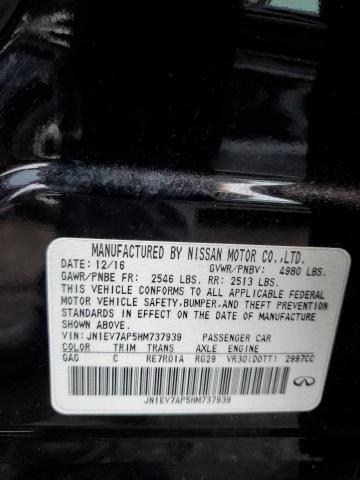 MANUFACTURED BY NISSAN MOTOR CO.,LTD.
DATE: 12/16 GVWR/PNBV: 4980 LBS.
GAWR/PNBE FR: 2546 LBS. RR: 2513 LBS.
THIS VEHICLE CONFORMS TO ALL APPLICABLE FEDERAL
MOTOR VEHICLE SAFETY,BUMPER,AND THEFT PREVENTION
STANDARDS IN EFFECT ON THE DATE OF MANUFACTURE
SHOWN ABOVE.
VIN: JN1EV7AP5HM737939 PASSENGER CAR
COLOR TRIM TRANS AXLE ENGINE
GAG C RE7R01A RG29 VR30(DDTT) 2997CC
JN1EV7AP5HM737939
INFINITI